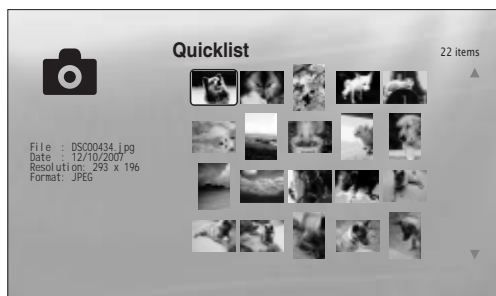 Quicklist
22 items
File : DSC00434.jpg
Date : 12/10/2007
Resolution: 293 x 196
Format: JPEG